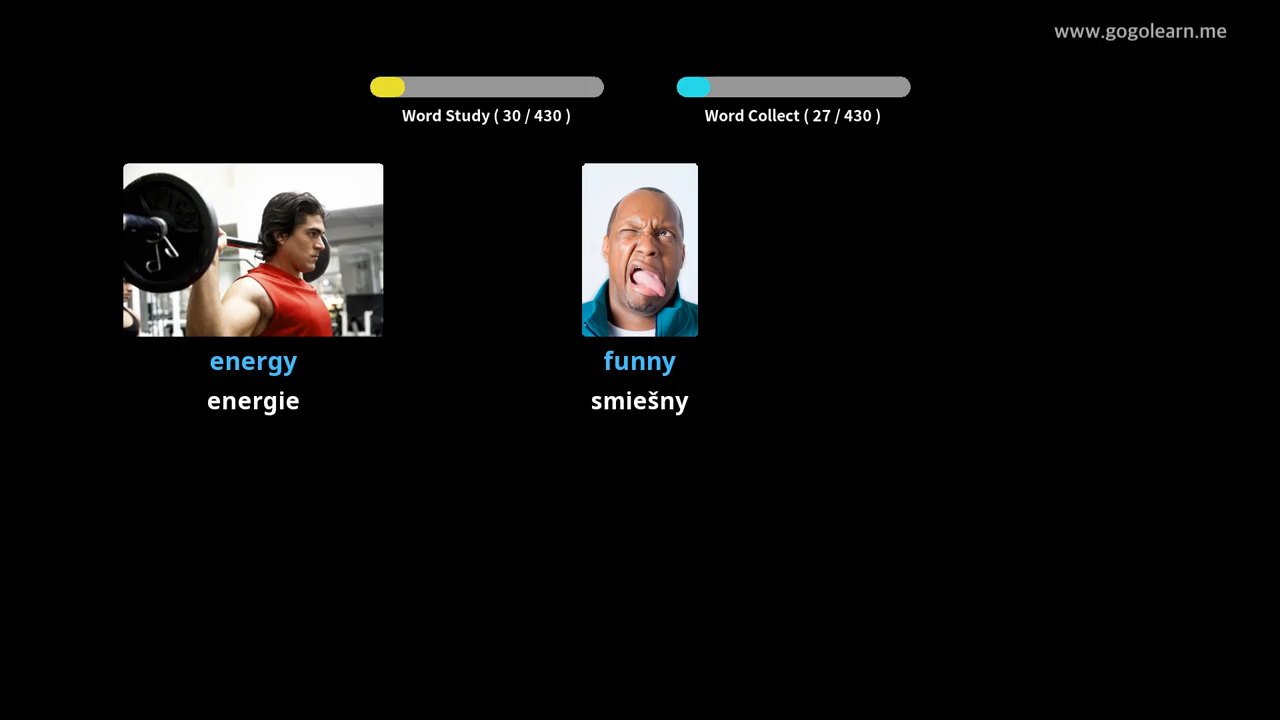 www.gogolearn.me
Word Study ( 30 / 430 )
Word Collect ( 27 / 430 )
energy
funny
energie
smiešny